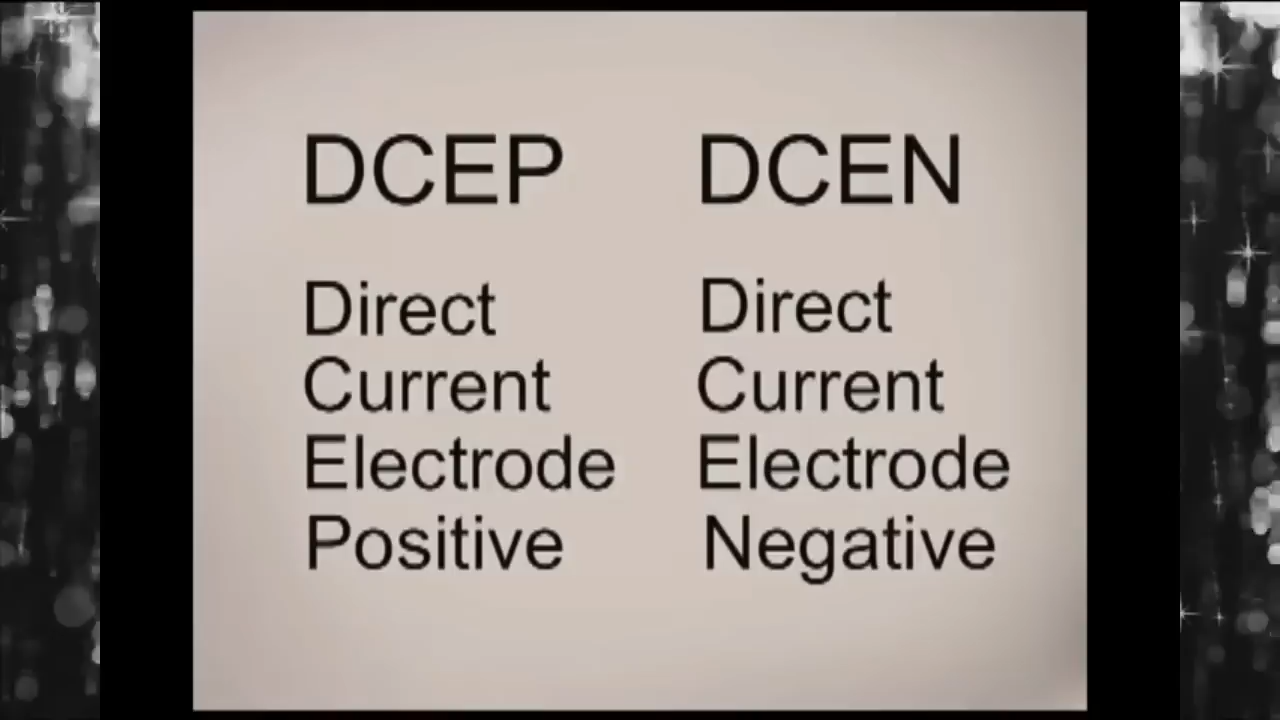 DCEP
Direct
Current
Electrode
Positive
DCEN
Direct
Current
Electrode
Negative